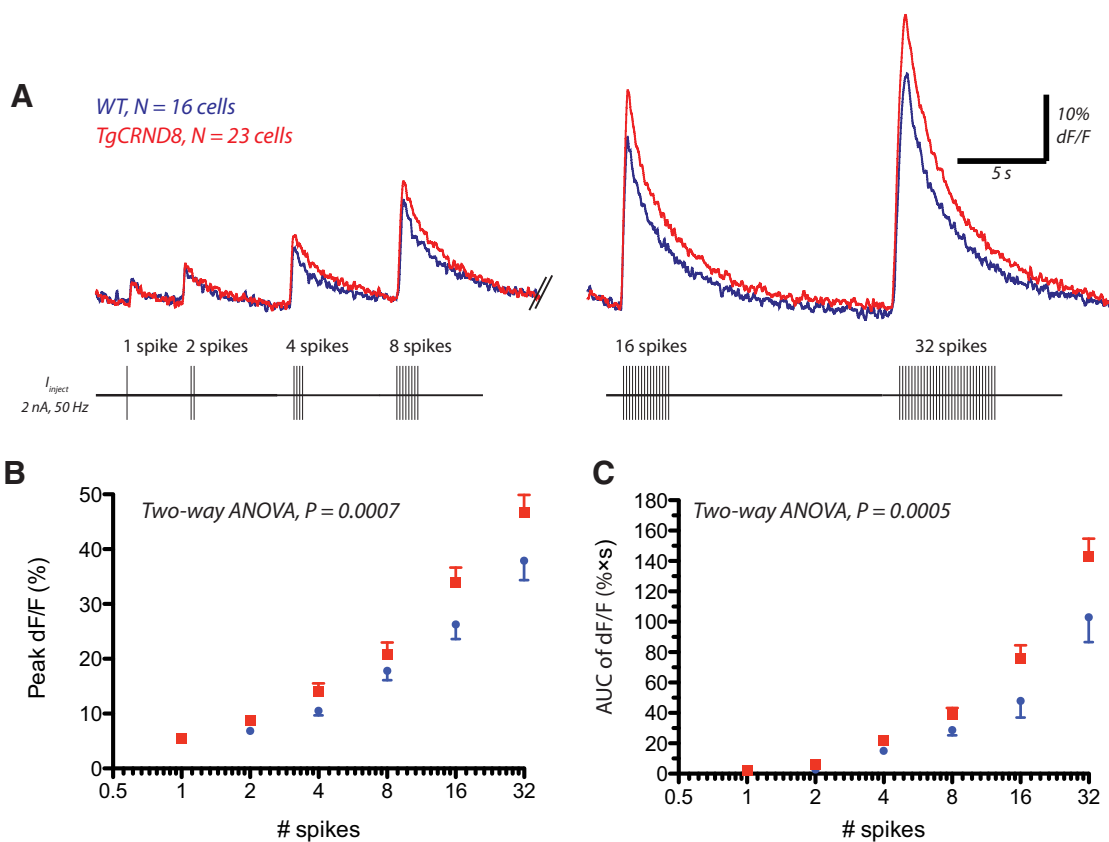 A
WT, N = 16 cells
TgCRND8, N = 23 cells
10%
dF/F
5 s
1 spike 2 spikes 4 spikes 8 spikes 16 spikes 32 spikes
Iinject
2 nA, 50 Hz
B
Two-way ANOVA, P = 0.0007
Peak dF/F (%)
50
40
30
20
10
0
0.5 1 2 4 8 16 32
# spikes
C
Two-way ANOVA, P = 0.0005
AUC of dF/F (%×s)
180
160
140
120
100
80
60
40
20
0
0.5 1 2 4 8 16 32
# spikes